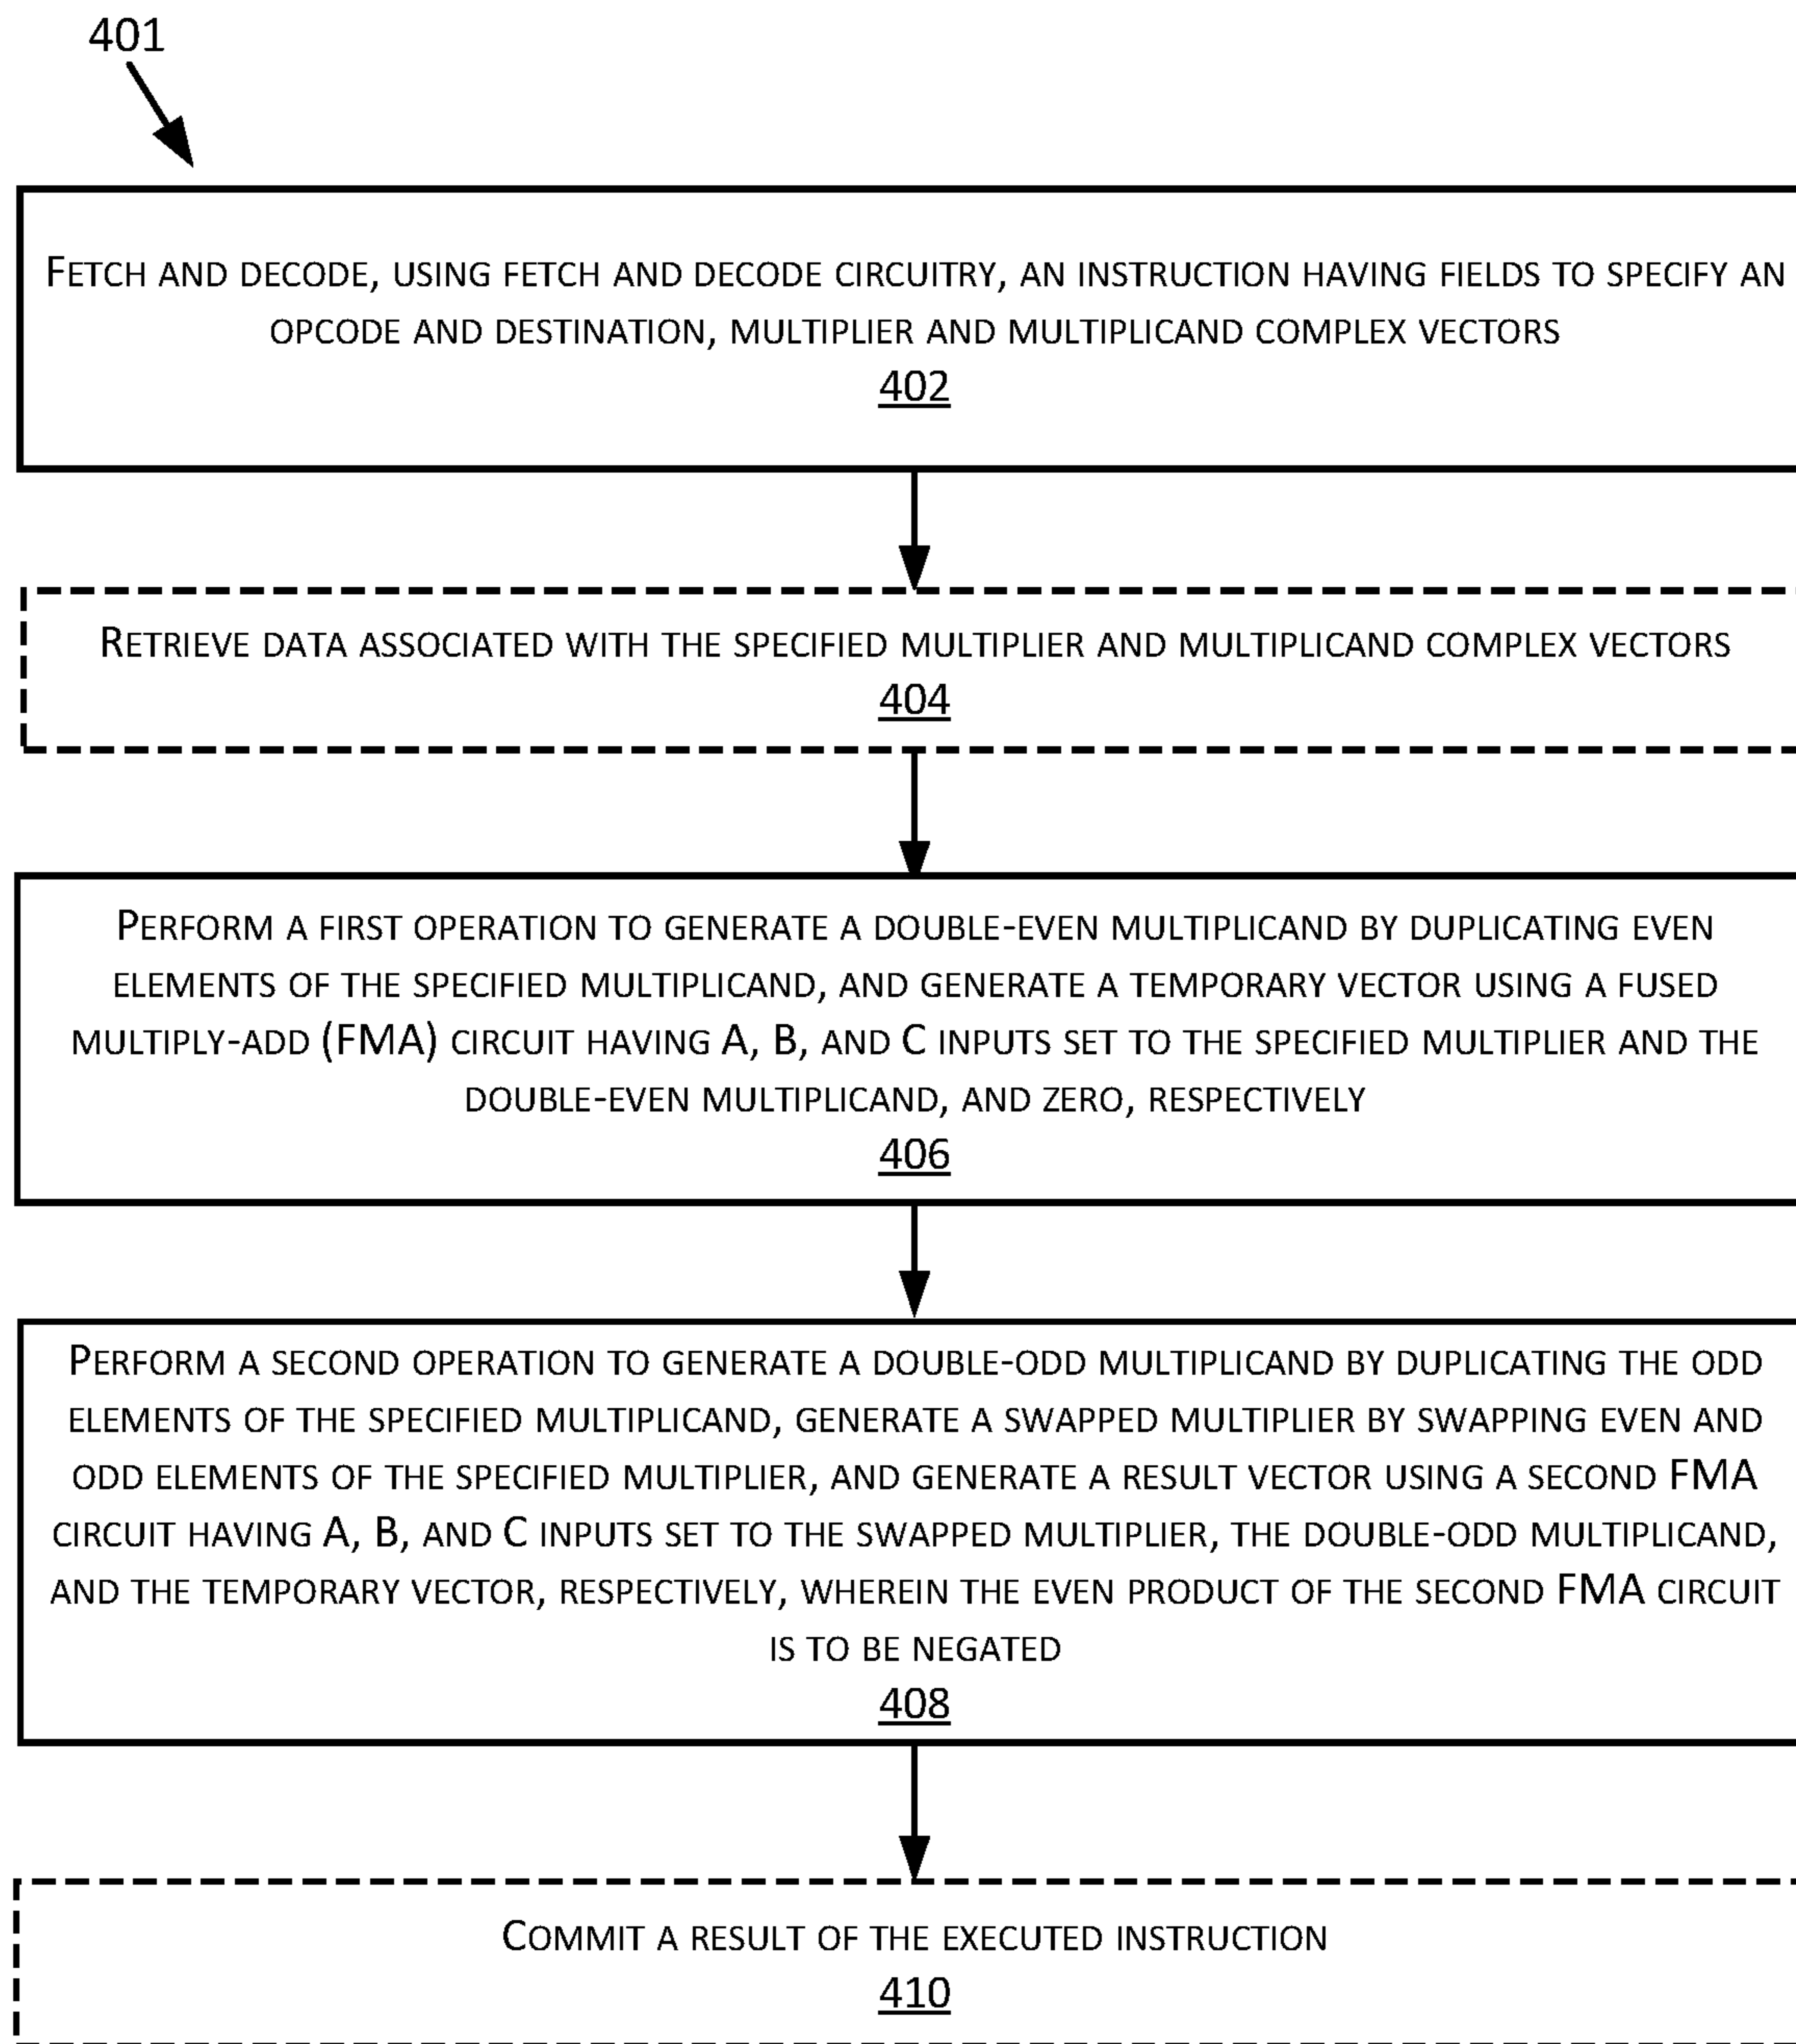 401
FETCH AND DECODE, USING FETCH AND DECODE CIRCUITRY, AN INSTRUCTION HAVING FIELDS TO SPECIFY AN
OPCODE AND DESTINATION, MULTIPLIER AND MULTIPLICAND COMPLEX VECTORS
402
RETRIEVE DATA ASSOCIATED WITH THE SPECIFIED MULTIPLIER AND MULTIPLICAND COMPLEX VECTORS
404
PERFORM A FIRST OPERATION TO GENERATE A DOUBLE-EVEN MULTIPLICAND BY DUPLICATING EVEN
ELEMENTS OF THE SPECIFIED MULTIPLICAND, AND GENERATE A TEMPORARY VECTOR USING A FUSED
MULTIPLY-ADD (FMA) CIRCUIT HAVING A, B, AND C INPUTS SET TO THE SPECIFIED MULTIPLIER AND THE
DOUBLE-EVEN MULTIPLICAND, AND ZERO, RESPECTIVELY
406
PERFORM A SECOND OPERATION TO GENERATE A DOUBLE-ODD MULTIPLICAND BY DUPLICATING THE ODD
ELEMENTS OF THE SPECIFIED MULTIPLICAND, GENERATE A SWAPPED MULTIPLIER BY SWAPPING EVEN AND
ODD ELEMENTS OF THE SPECIFIED MULTIPLIER, AND GENERATE A RESULT VECTOR USING A SECOND FMA
CIRCUIT HAVING A, B, AND C INPUTS SET TO THE SWAPPED MULTIPLIER, THE DOUBLE-ODD MULTIPLICAND,
AND THE TEMPORARY VECTOR, RESPECTIVELY, WHEREIN THE EVEN PRODUCT OF THE SECOND FMA CIRCUIT
IS TO BE NEGATED
408
COMMIT A RESULT OF THE EXECUTED INSTRUCTION
410